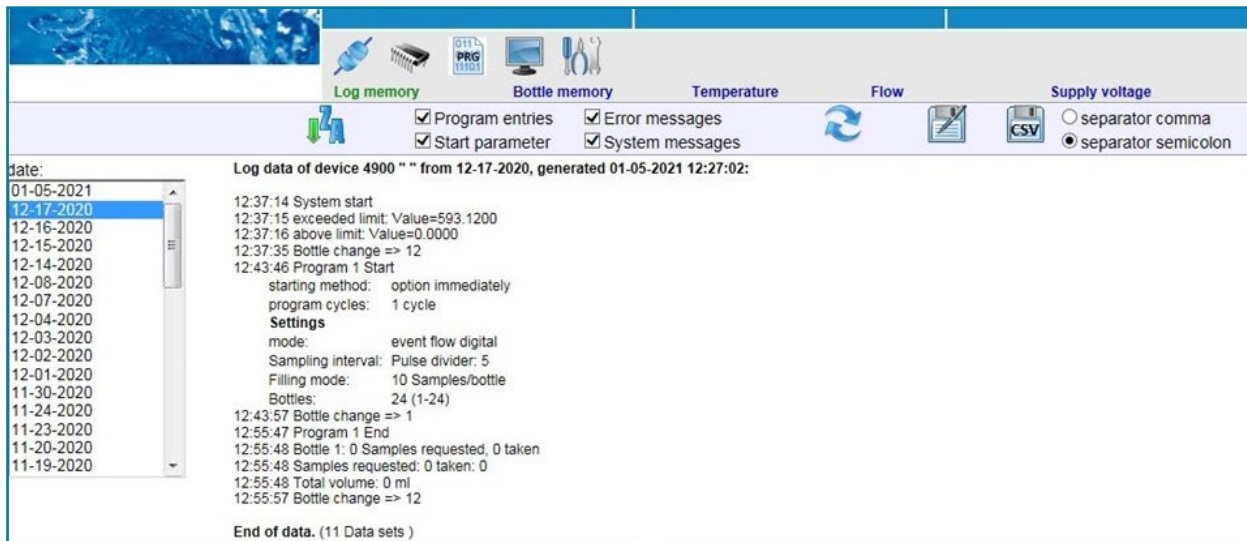 011
PRG
11101
Log memory Bottle memory Temperature Flow Supply voltage
Program entries Error messages separator comma
Start parameter System messages CSV separator semicolon
date:
01-05-2021
12-17-2020
12-16-2020
12-15-2020
12-14-2020
12-08-2020
12-07-2020
12-04-2020
12-03-2020
12-02-2020
12-01-2020
11-30-2020
11-24-2020
11-23-2020
11-20-2020
11-19-2020
Log data of device 4900 " " from 12-17-2020, generated 01-05-2021 12:27:02:
12:37:14 System start
12:37:15 exceeded limit: Value=593.1200
12:37:16 above limit: Value=0.0000
12:37:35 Bottle change => 12
12:43:46 Program 1 Start
starting method: option immediately
program cycles: 1 cycle
Settings
mode: event flow digital
Sampling interval: Pulse divider: 5
Filling mode: 10 Samples/bottle
Bottles: 24 (1-24)
12:43:57 Bottle change => 1
12:55:47 Program 1 End
12:55:48 Bottle 1: 0 Samples requested, 0 taken
12:55:48 Samples requested: 0 taken: 0
12:55:48 Total volume: 0 ml
12:55:57 Bottle change => 12
End of data. (11 Data sets )